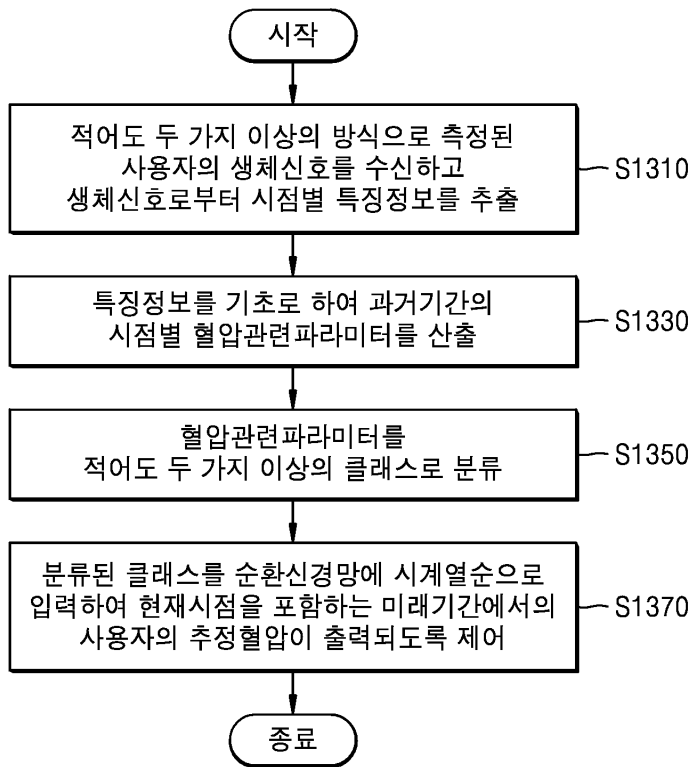 시작
적어도 두 가지 이상의 방식으로 측정된
사용자의 생체신호를 수신하고
생체신호로부터 시점별 특징정보를 추출
S1310
특징정보를 기초로 하여 과거기간의
시점별 혈압관련파라미터를 산출
S1330
혈압관련파라미터를
적어도 두 가지 이상의 클래스로 분류
S1350
분류된 클래스를 순환신경망에 시계열순으로
입력하여 현재시점을 포함하는 미래기간에서의
사용자의 추정혈압이 출력되도록 제어
S1370
종료